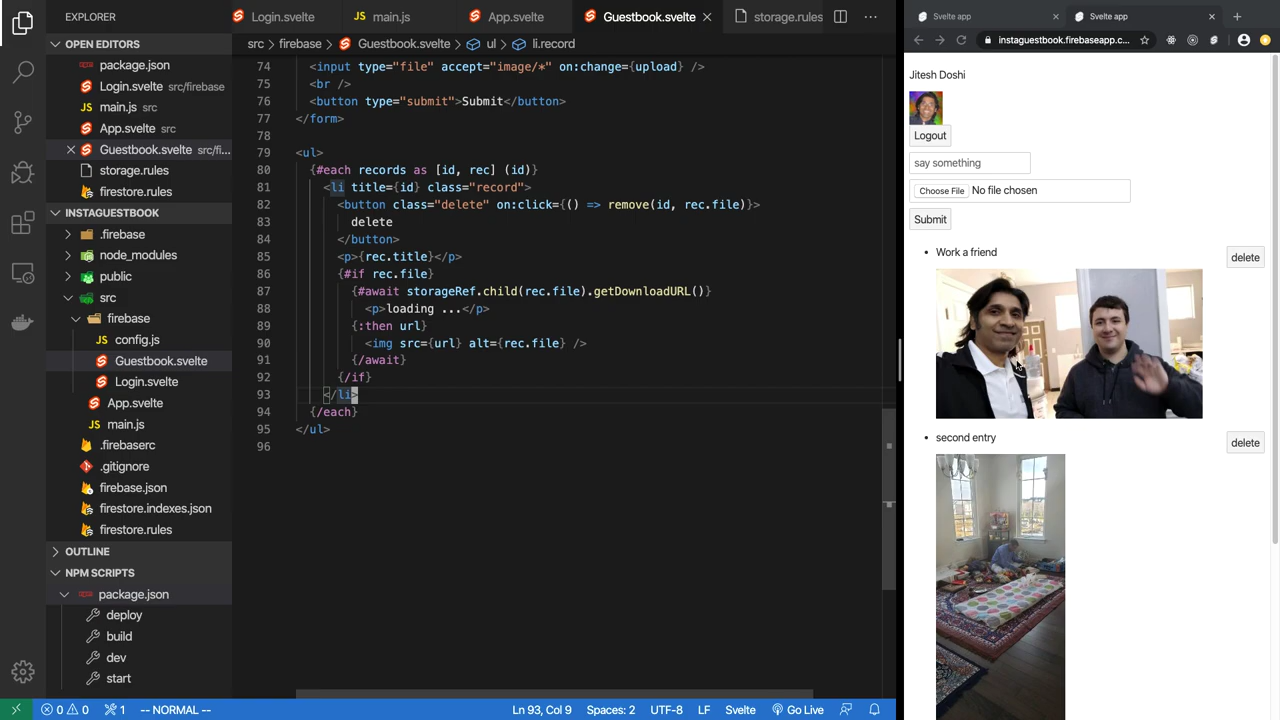 EXPLORER
OPEN EDITORS
package.json
Login.svelte src/firebase
main.js src
App.svelte src
Guestbook.svelte src/fi...
storage.rules
firestore.rules
INSTAGUESTBOOK
.firebase
node_modules
public
src
firebase
config.js
Guestbook.svelte
Login.svelte
App.svelte
main.js
.firebaserc
.gitignore
firebase.json
firestore.indexes.json
firestore.rules
OUTLINE
NPM SCRIPTS
package.json
deploy
build
dev
start
Login.svelte main.js App.svelte Guestbook.svelte storage.rules
src > firebase > Guestbook.svelte > ul > li.record
74 <input type="file" accept="image/*" on:change={upload} />
75 <br />
76 <button type="submit">Submit</button>
77 </form>
78
79 <ul>
80 {#each records as [id, rec] (id)}
81 <li title={id} class="record">
82 <button class="delete" on:click={() => remove(id, rec.file)}>
83 delete
84 </button>
85 <p>{rec.title}</p>
86 {#if rec.file}
87 {#await storageRef.child(rec.file).getDownloadURL()}
88 <p>loading ...</p>
89 {:then url}
90 <img src={url} alt={rec.file} />
91 {/await}
92 {/if}
93 </li>
94 {/each}
95 </ul>
96
0 0 1 -- NORMAL -- Ln 93, Col 9 Spaces: 2 UTF-8 LF Svelte Go Live
Svelte app Svelte app
instaguestbook.firebaseapp.c...
Jitesh Doshi
Logout
say something
Choose File No file chosen
Submit
Work a friend
delete
second entry
delete